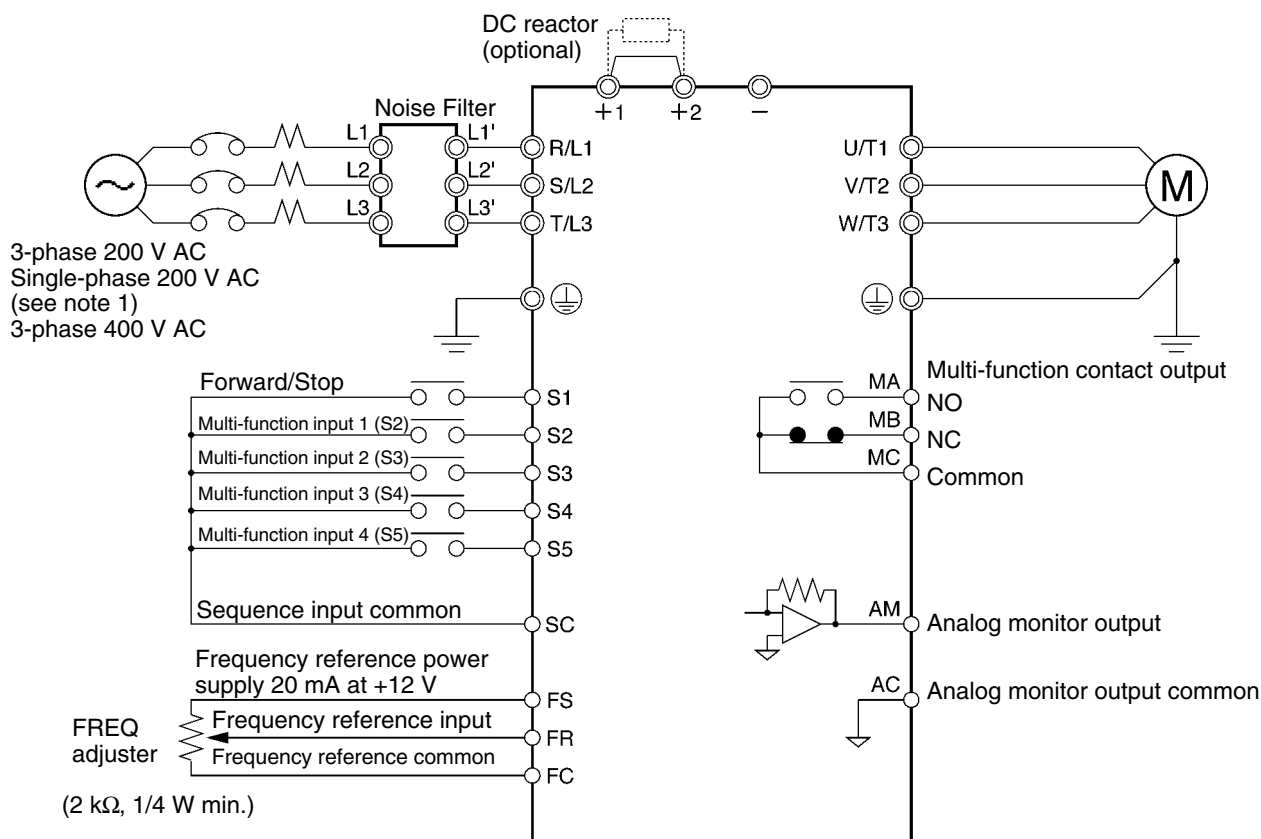 DC reactor
(optional)
+1
+2
−
Noise Filter
L1
L1'
R/L1
L2
L2'
S/L2
L3
L3'
T/L3
U/T1
V/T2
W/T3
M
3-phase 200 V AC
Single-phase 200 V AC
(see note 1)
3-phase 400 V AC
Forward/Stop
S1
Multi-function input 1 (S2)
S2
Multi-function input 2 (S3)
S3
Multi-function input 3 (S4)
S4
Multi-function input 4 (S5)
S5
Sequence input common
SC
Multi-function contact output
MA
NO
MB
NC
MC
Common
AM
Analog monitor output
AC
Analog monitor output common
Frequency reference power
supply 20 mA at +12 V
FS
FREQ
adjuster
Frequency reference input
FR
Frequency reference common
FC
(2 kΩ, 1/4 W min.)